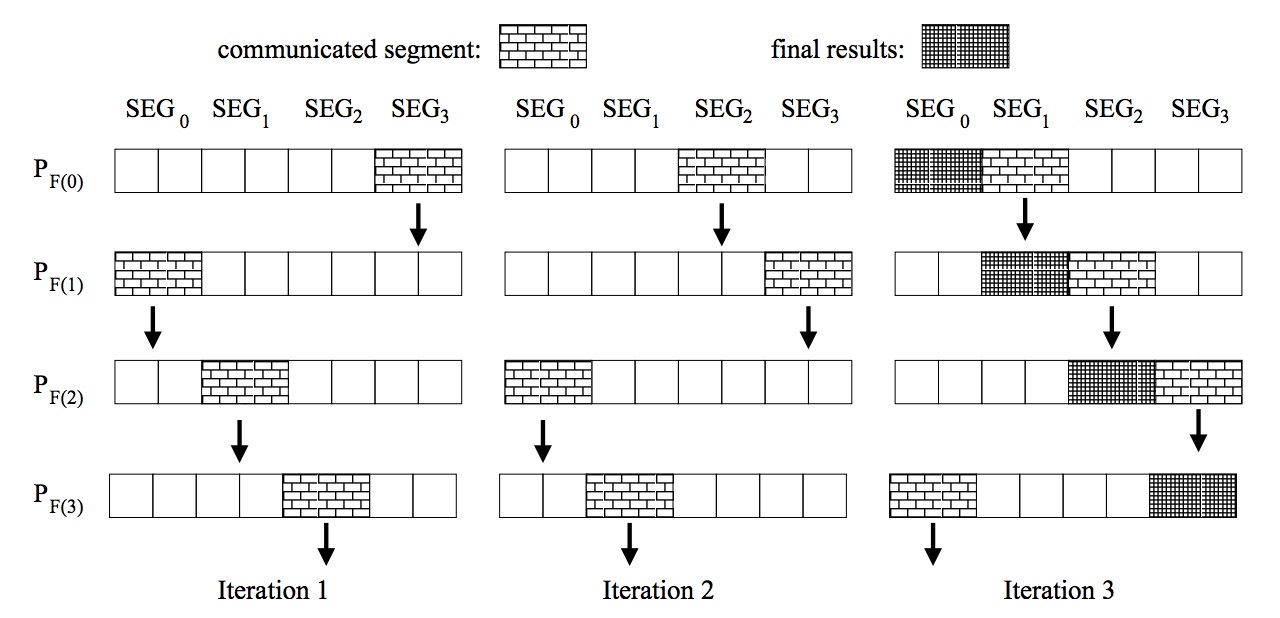 communicated segment: final results:
SEG0 SEG1 SEG2 SEG3 SEG0 SEG1 SEG2 SEG3 SEG0 SEG1 SEG2 SEG3
PF(0)
PF(1)
PF(2)
PF(3)
Iteration 1 Iteration 2 Iteration 3